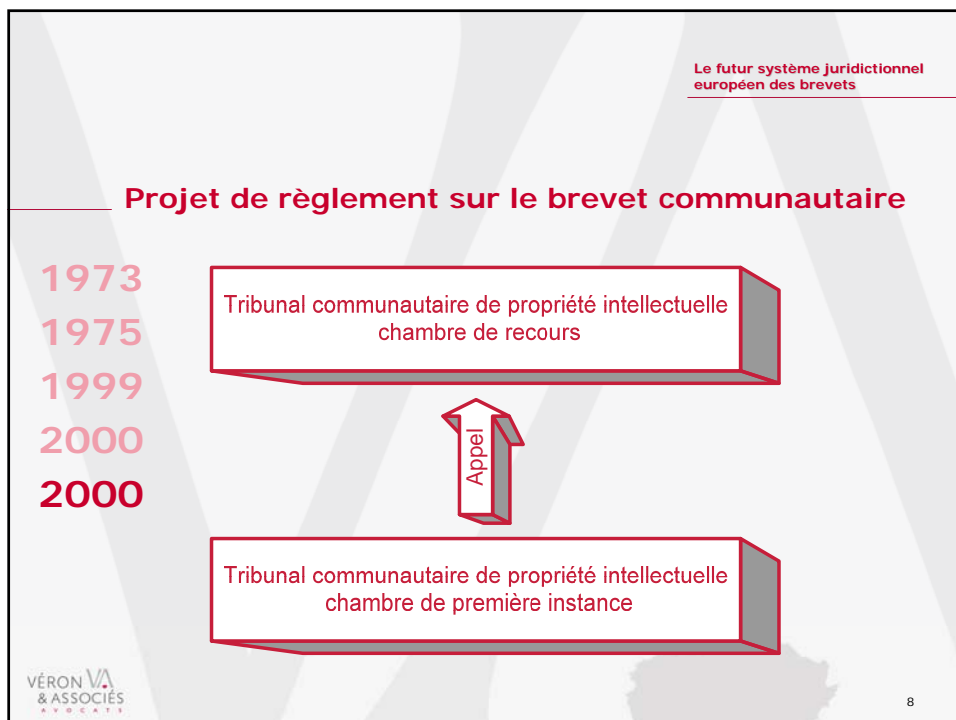 Le futur système juridictionnel
européen des brevets
Projet de règlement sur le brevet communautaire
1973
1975
1999
2000
2000
Tribunal communautaire de propriété intellectuelle
chambre de recours
Appel
Tribunal communautaire de propriété intellectuelle
chambre de première instance
VÉRON VA
& ASSOCIÉS
AVOCATS
8